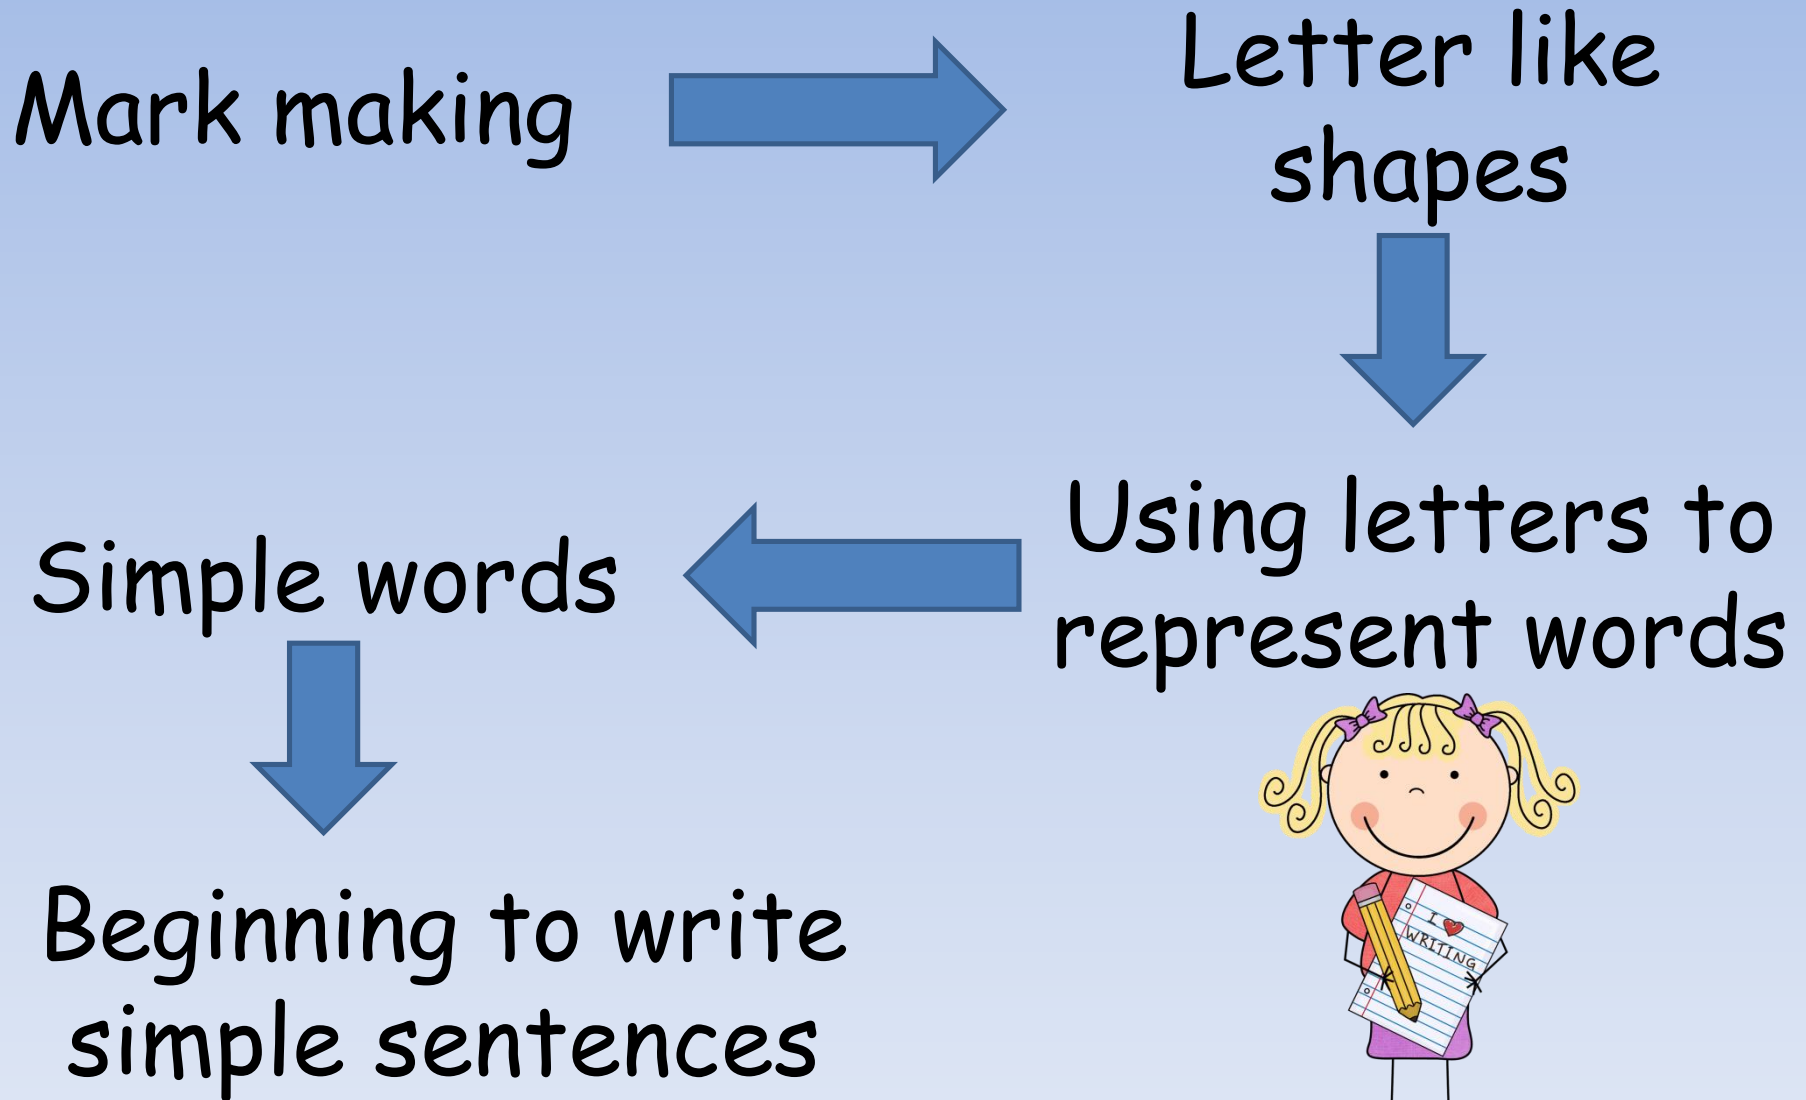 Mark making
Letter like
shapes
Using letters to
represent words
Simple words
Beginning to write
simple sentences
I ❤
WRITING